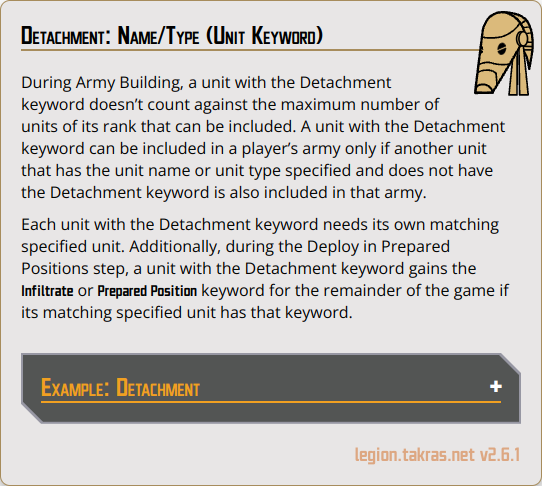 Detachment: Name/Type (Unit Keyword)
During Army Building, a unit with the Detachment
keyword doesn’t count against the maximum number of
units of its rank that can be included. A unit with the Detachment
keyword can be included in a player’s army only if another unit
that has the unit name or unit type specified and does not have
the Detachment keyword is also included in that army.
Each unit with the Detachment keyword needs its own matching
specified unit. Additionally, during the Deploy in Prepared
Positions step, a unit with the Detachment keyword gains the
Infiltrate or Prepared Position keyword for the remainder of the game if
its matching specified unit has that keyword.
Example: Detachment +
legion.takras.net v2.6.1